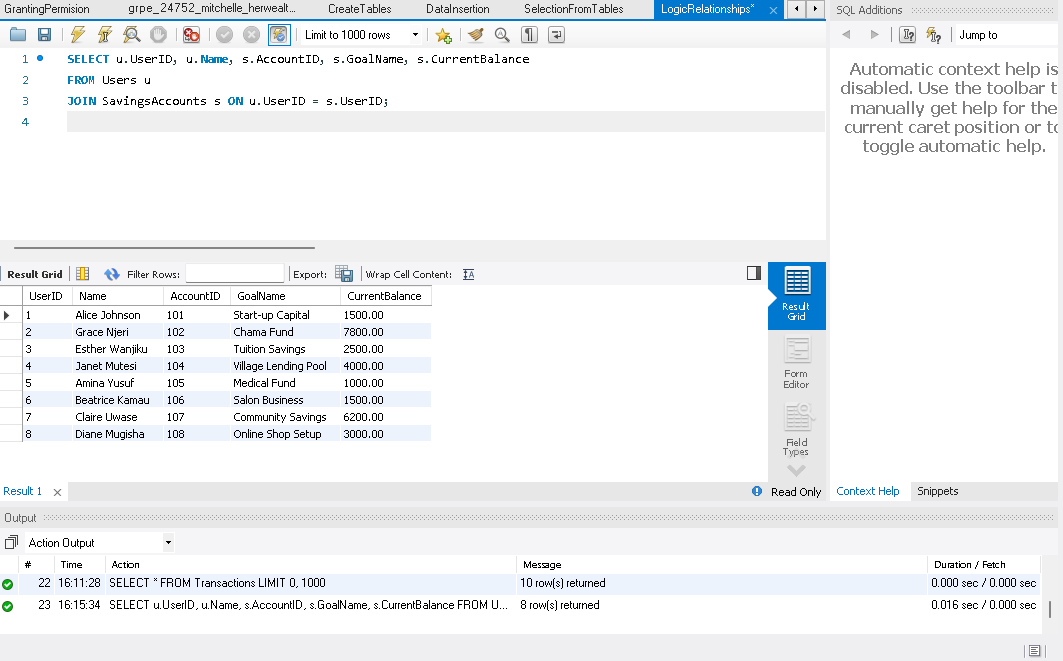 GrantingPermision grpe_24752_mitchelle_herwealt... CreateTables DataInsertion SelectionFromTables LogicRelationships* SQL Additions
Limit to 1000 rows Jump to
1 SELECT u.UserID, u.Name, s.AccountID, s.GoalName, s.CurrentBalance
2 FROM Users u
3 JOIN SavingsAccounts s ON u.UserID = s.UserID;
4
Automatic context help is
disabled. Use the toolbar t
manually get help for the
current caret position or to
toggle automatic help.
Result Grid Filter Rows: Export: Wrap Cell Content:
UserID Name AccountID GoalName CurrentBalance
1 Alice Johnson 101 Start-up Capital 1500.00
2 Grace Njeri 102 Chama Fund 7800.00
3 Esther Wanjiku 103 Tuition Savings 2500.00
4 Janet Mutesi 104 Village Lending Pool 4000.00
5 Amina Yusuf 105 Medical Fund 1000.00
6 Beatrice Kamau 106 Salon Business 1500.00
7 Claire Uwase 107 Community Savings 6200.00
8 Diane Mugisha 108 Online Shop Setup 3000.00
Result
Grid
Form
Editor
Field
Types
Result 1 Read Only Context Help Snippets
Output
Action Output
# Time Action Message Duration / Fetch
22 16:11:28 SELECT * FROM Transactions LIMIT 0, 1000 10 row(s) returned 0.000 sec / 0.000 sec
23 16:15:34 SELECT u.UserID, u.Name, s.AccountID, s.GoalName, s.CurrentBalance FROM U... 8 row(s) returned 0.016 sec / 0.000 sec